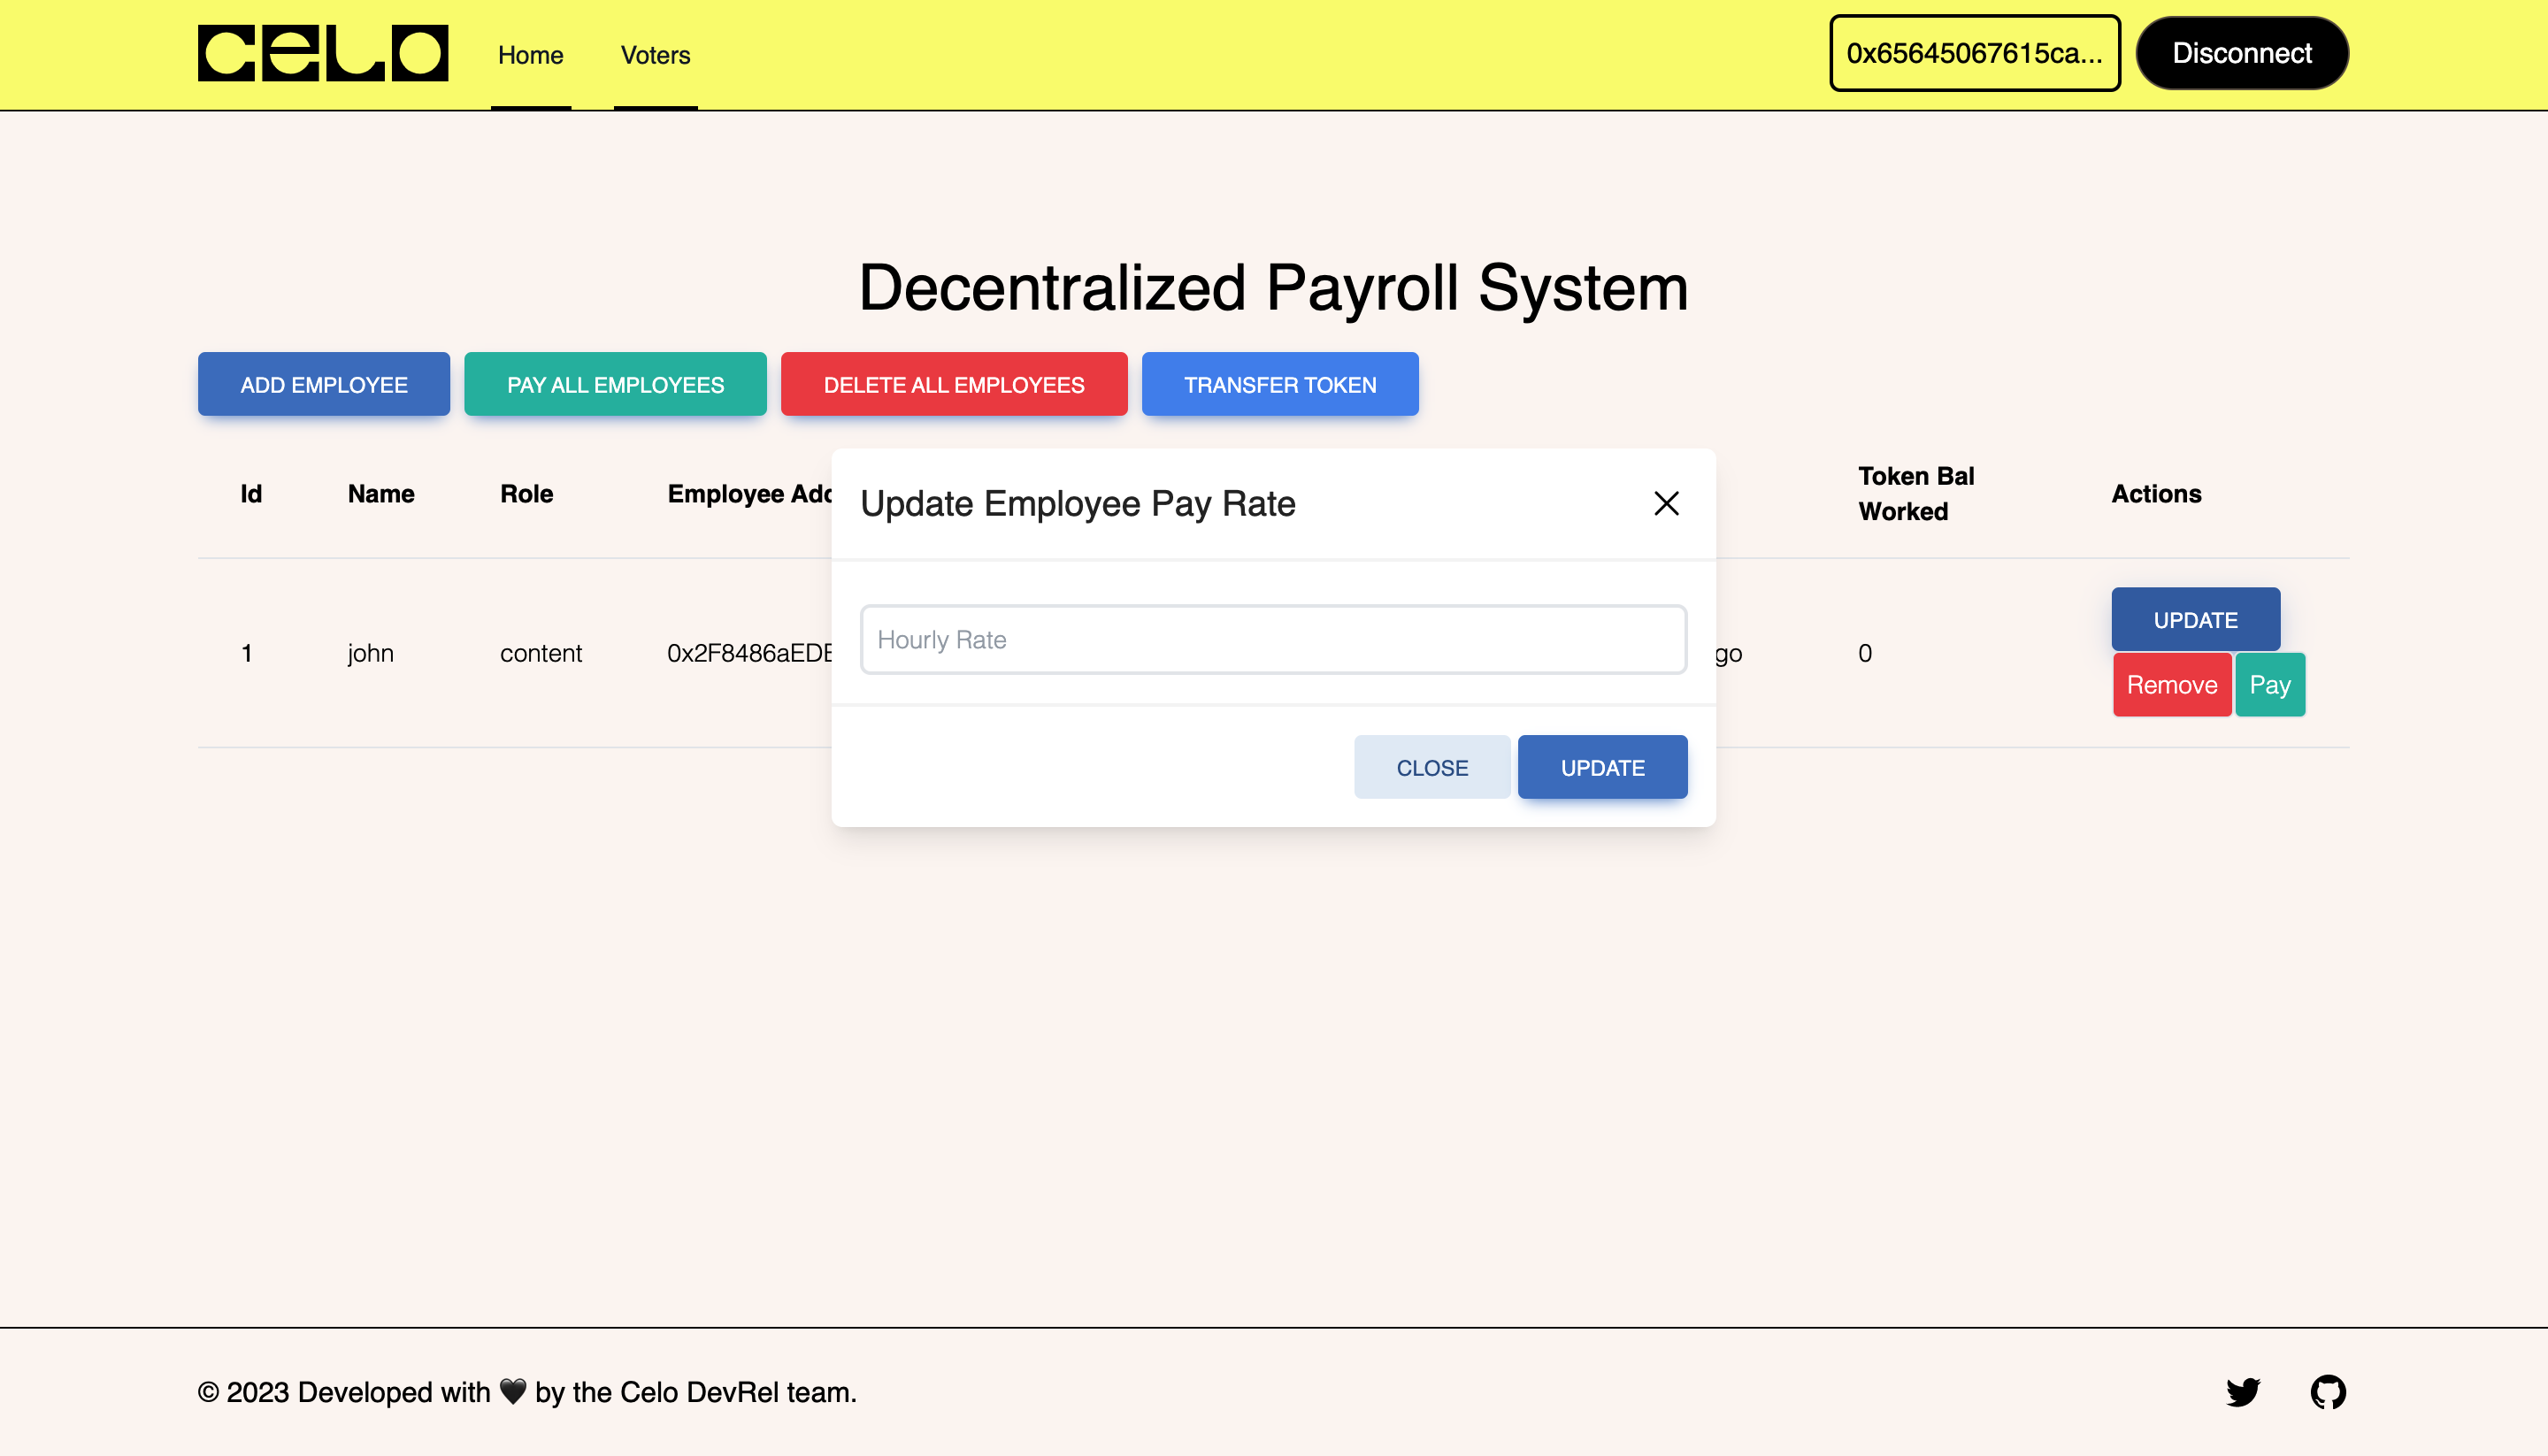 CELO Home Voters 0x65645067615ca... Disconnect
Decentralized Payroll System
ADD EMPLOYEE PAY ALL EMPLOYEES DELETE ALL EMPLOYEES TRANSFER TOKEN
Id Name Role Employee Token Bal Worked Actions
Update Employee Pay Rate
1 john content 0x2F8486aEDE 0 UPDATE
Remove Pay
Hourly Rate
CLOSE UPDATE
© 2023 Developed with 🖤 by the Celo DevRel team.